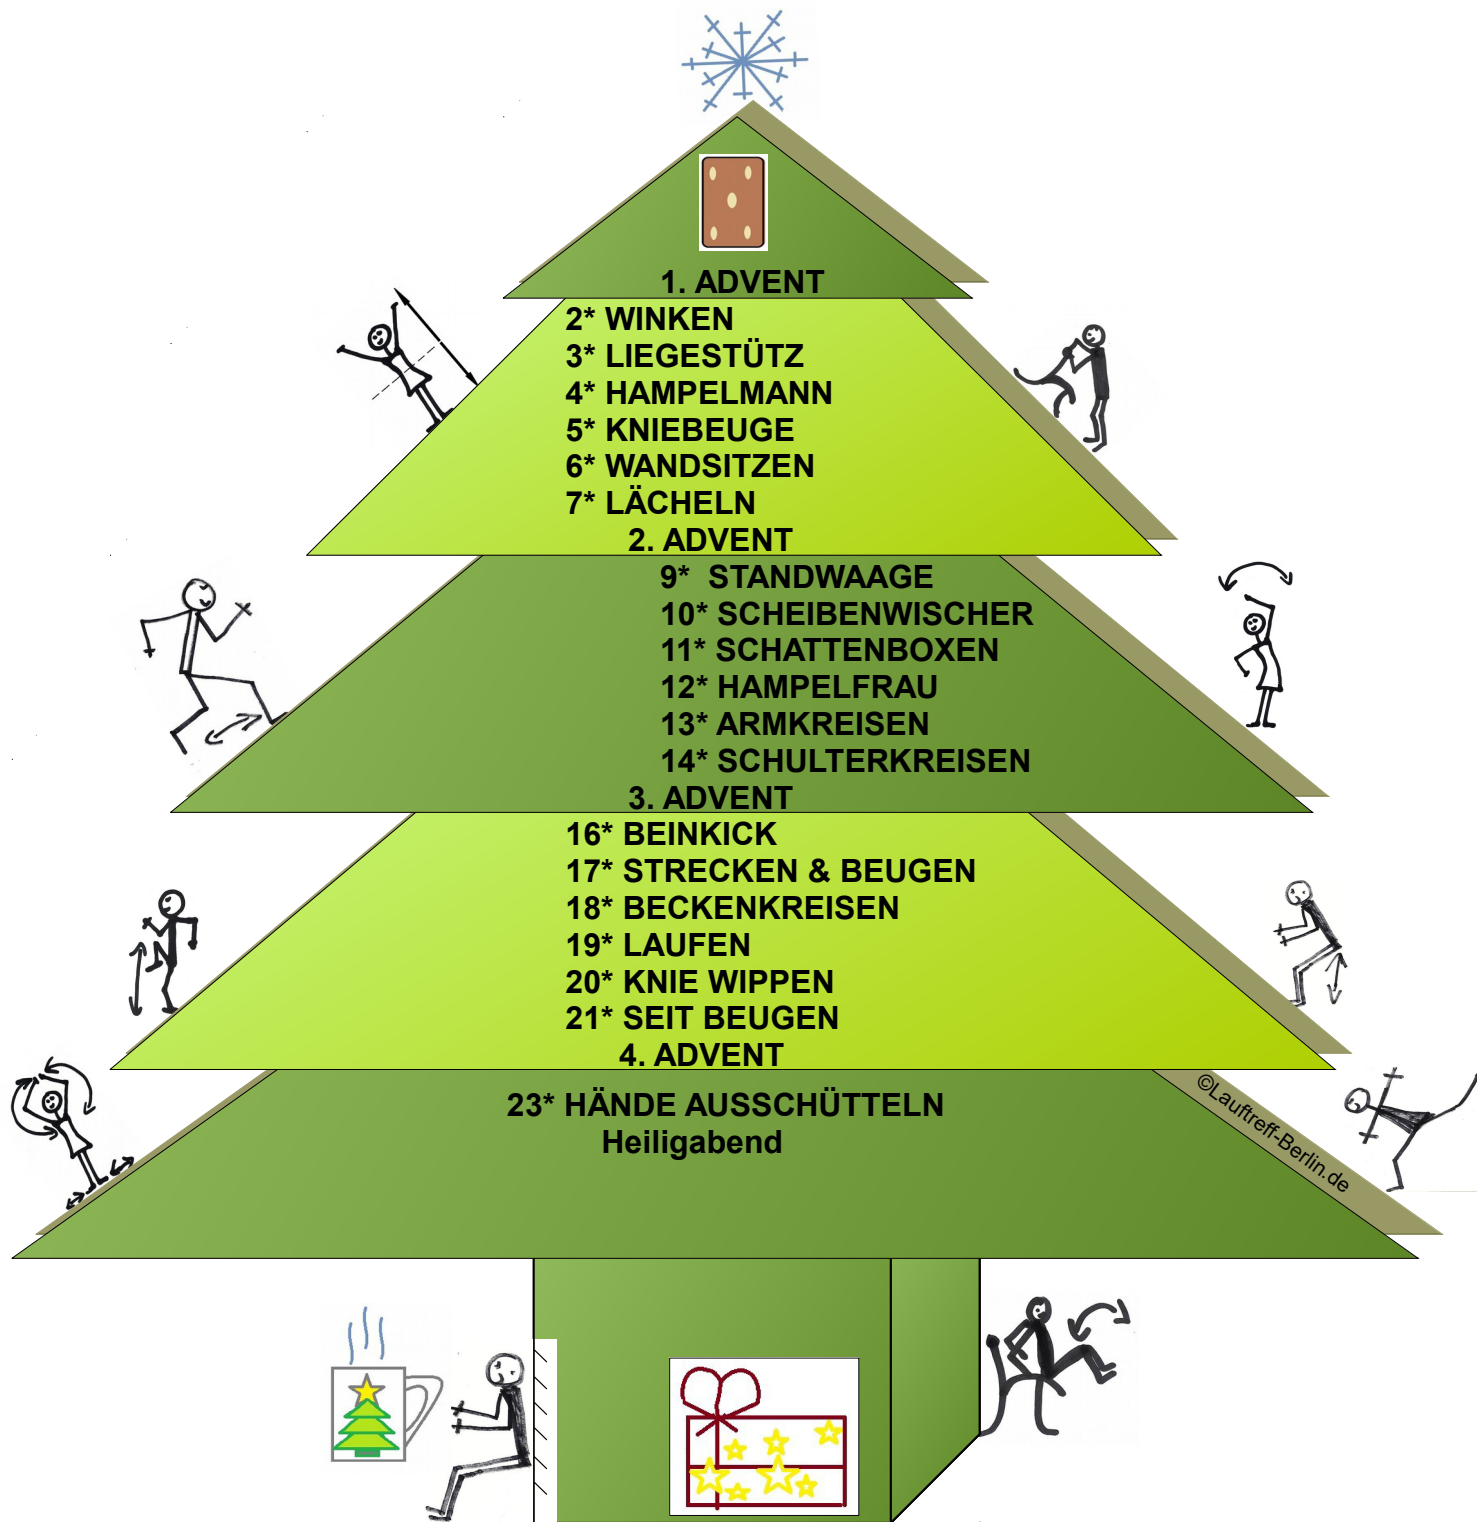 1. ADVENT
2* WINKEN
3* LIEGESTÜTZ
4* HAMPELMANN
5* KNIEBEUGE
6* WANDSITZEN
7* LÄCHELN
2. ADVENT
9* STANDWAAGE
10* SCHEIBENWISCHER
11* SCHATTENBOXEN
12* HAMPELFRAU
13* ARMKREISEN
14* SCHULTERKREISEN
3. ADVENT
16* BEINKICK
17* STRECKEN & BEUGEN
18* BECKENKREISEN
19* LAUFEN
20* KNIE WIPPEN
21* SEIT BEUGEN
4. ADVENT
23* HÄNDE AUSSCHÜTTELN
Heiligabend
©Lauftreff-Berlin.de